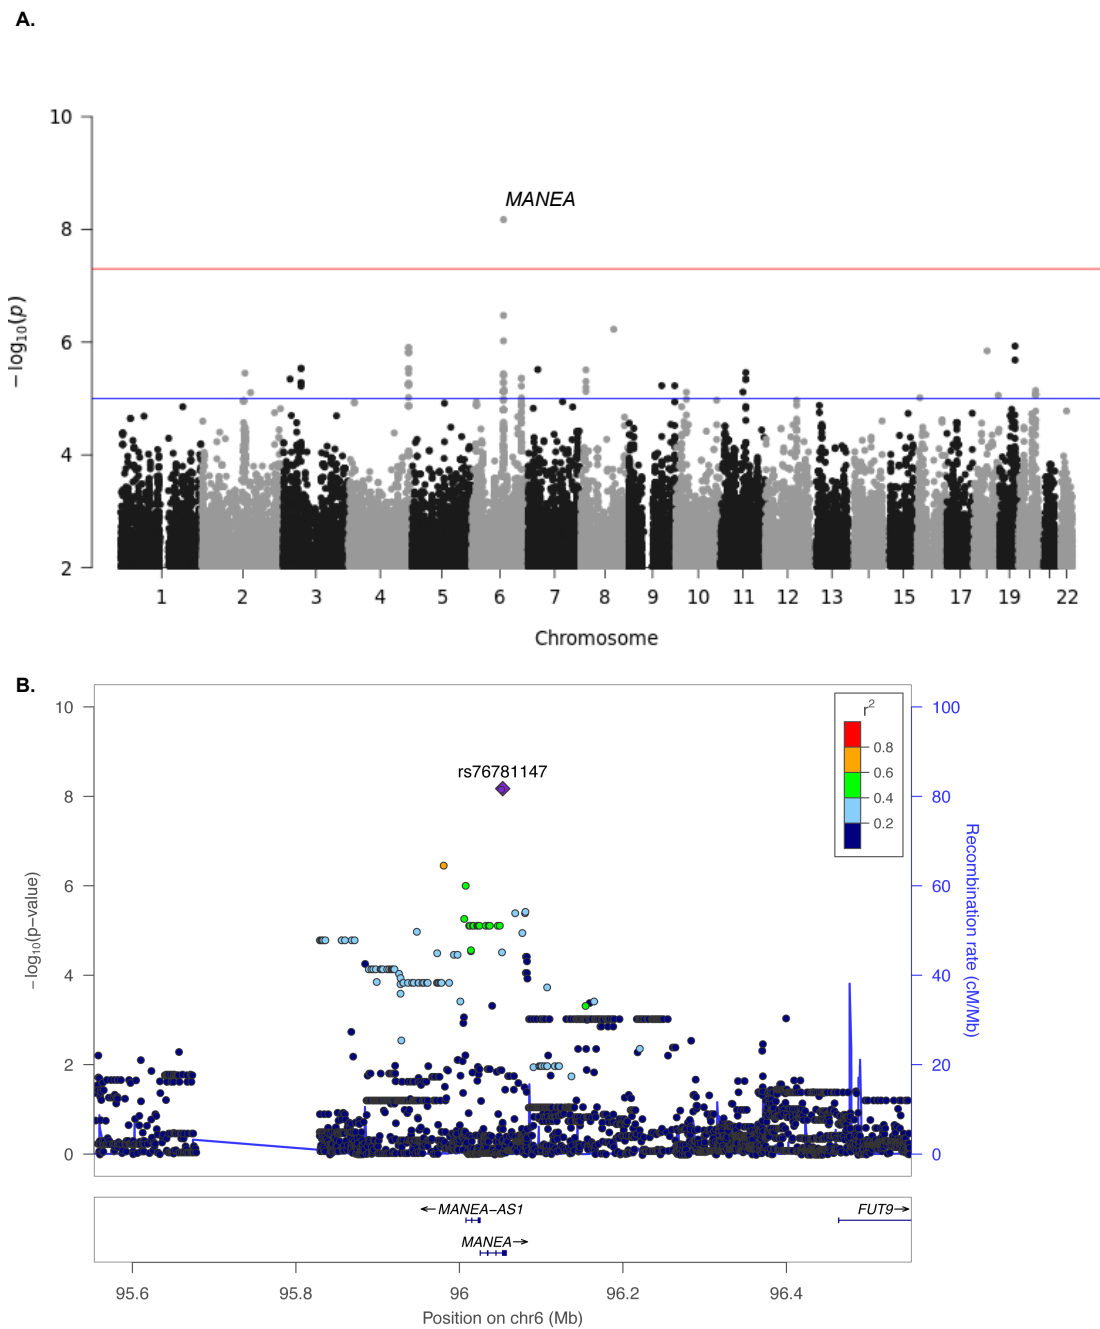 A.
MANEA
10
8
6
4
2
−log10(p)
1 2 3 4 5 6 7 8 9 10 11 12 13 15 17 19 22
Chromosome
B.
rs76781147
r2
0.8
0.6
0.4
0.2
10
8
6
4
2
0
−log10(p−value)
100
80
60
40
20
0
Recombination rate (cM/Mb)
←MANEA−AS1
FUT9→
MANEA→
95.6 95.8 96 96.2 96.4
Position on chr6 (Mb)